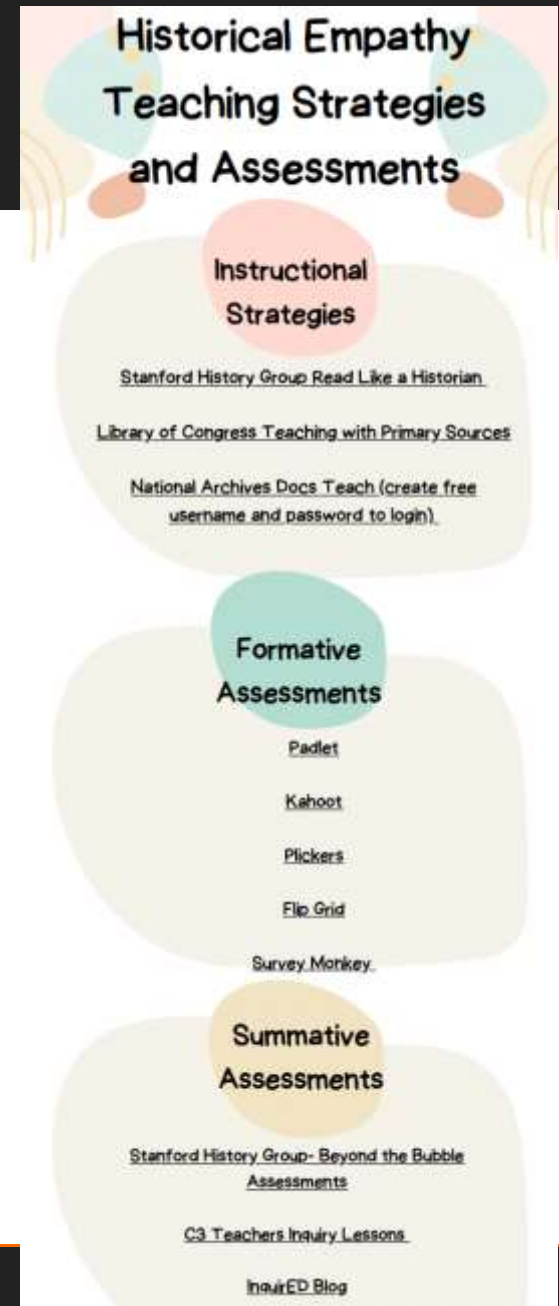 Historical Empathy
Teaching Strategies
and Assessments
Instructional
Strategies
Stanford History Group Read Like a Historian
Library of Congress Teaching with Primary Sources
National Archives Docs Teach (create free
username and password to login)
Formative
Assessments
Padlet
Kahoot
Plickers
Flip Grid
Survey Monkey
Summative
Assessments
Stanford History Group- Beyond the Bubble
Assessments
C3 Teachers Inquiry Lessons
InquirED Blog